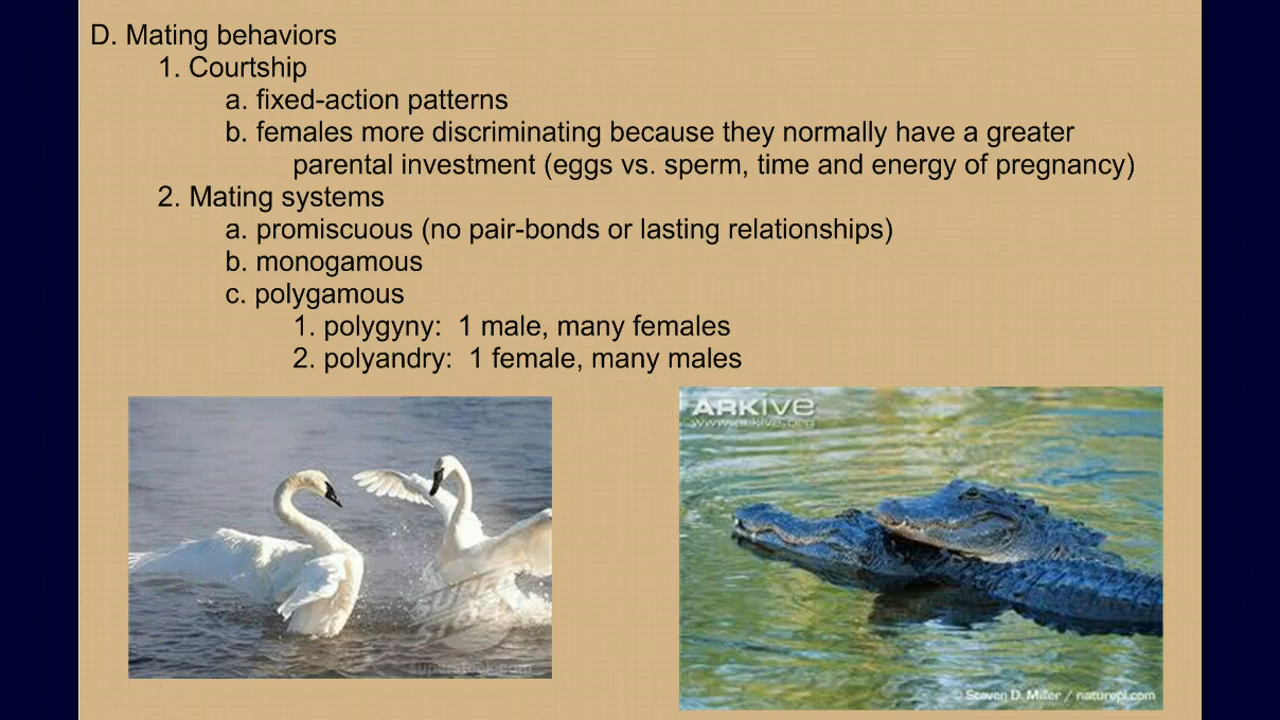 D. Mating behaviors
1. Courtship
a. fixed-action patterns
b. females more discriminating because they normally have a greater
parental investment (eggs vs. sperm, time and energy of pregnancy)
2. Mating systems
a. promiscuous (no pair-bonds or lasting relationships)
b. monogamous
c. polygamous
1. polygyny:  1 male, many females
2. polyandry:  1 female, many males
ARKive
www.arkive.org
superstock.com
© Steven D. Miller / naturepl.com